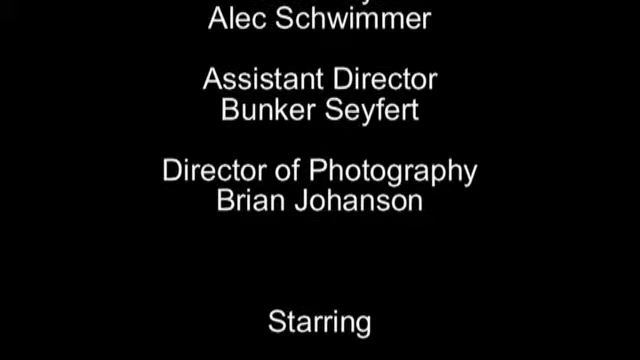 Alec Schwimmer
Assistant Director
Bunker Seyfert
Director of Photography
Brian Johanson
Starring